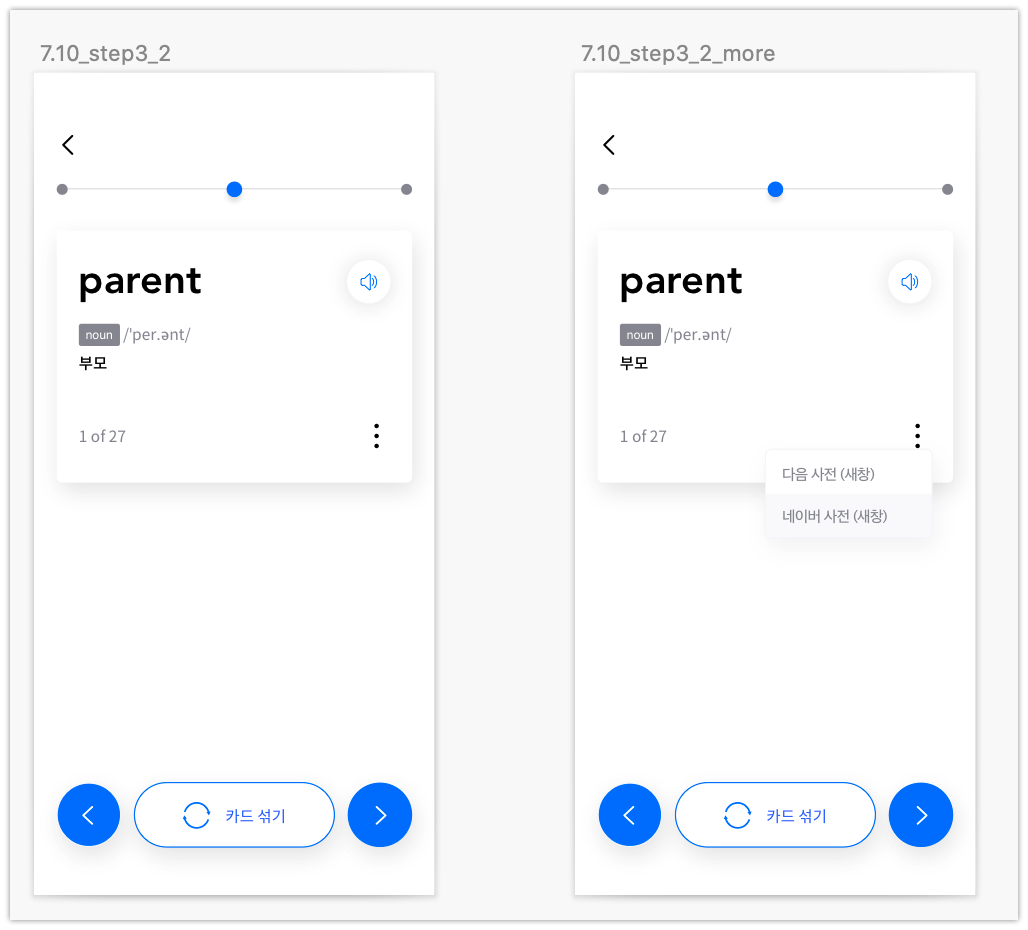 7.10_step3_2
parent
noun /'per.ənt/
부모
1 of 27
카드 섞기
7.10_step3_2_more
parent
noun /'per.ənt/
부모
1 of 27
다음 사전 (새창)
네이버 사전 (새창)
카드 섞기